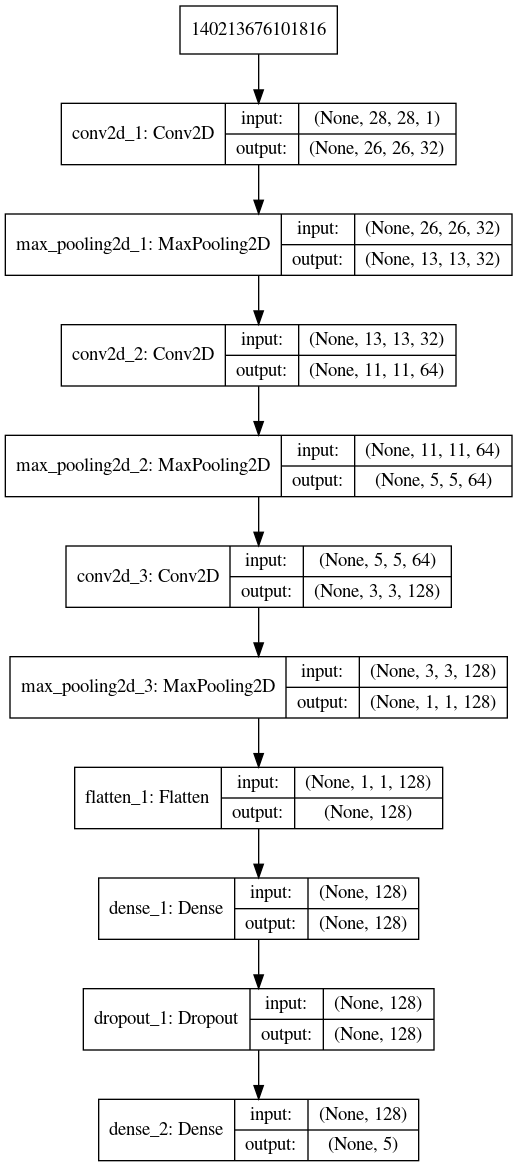 140213676101816
conv2d_1: Conv2D
input: (None, 28, 28, 1)
output: (None, 26, 26, 32)
max_pooling2d_1: MaxPooling2D
input: (None, 26, 26, 32)
output: (None, 13, 13, 32)
conv2d_2: Conv2D
input: (None, 13, 13, 32)
output: (None, 11, 11, 64)
max_pooling2d_2: MaxPooling2D
input: (None, 11, 11, 64)
output: (None, 5, 5, 64)
conv2d_3: Conv2D
input: (None, 5, 5, 64)
output: (None, 3, 3, 128)
max_pooling2d_3: MaxPooling2D
input: (None, 3, 3, 128)
output: (None, 1, 1, 128)
flatten_1: Flatten
input: (None, 1, 1, 128)
output: (None, 128)
dense_1: Dense
input: (None, 128)
output: (None, 128)
dropout_1: Dropout
input: (None, 128)
output: (None, 128)
dense_2: Dense
input: (None, 128)
output: (None, 5)